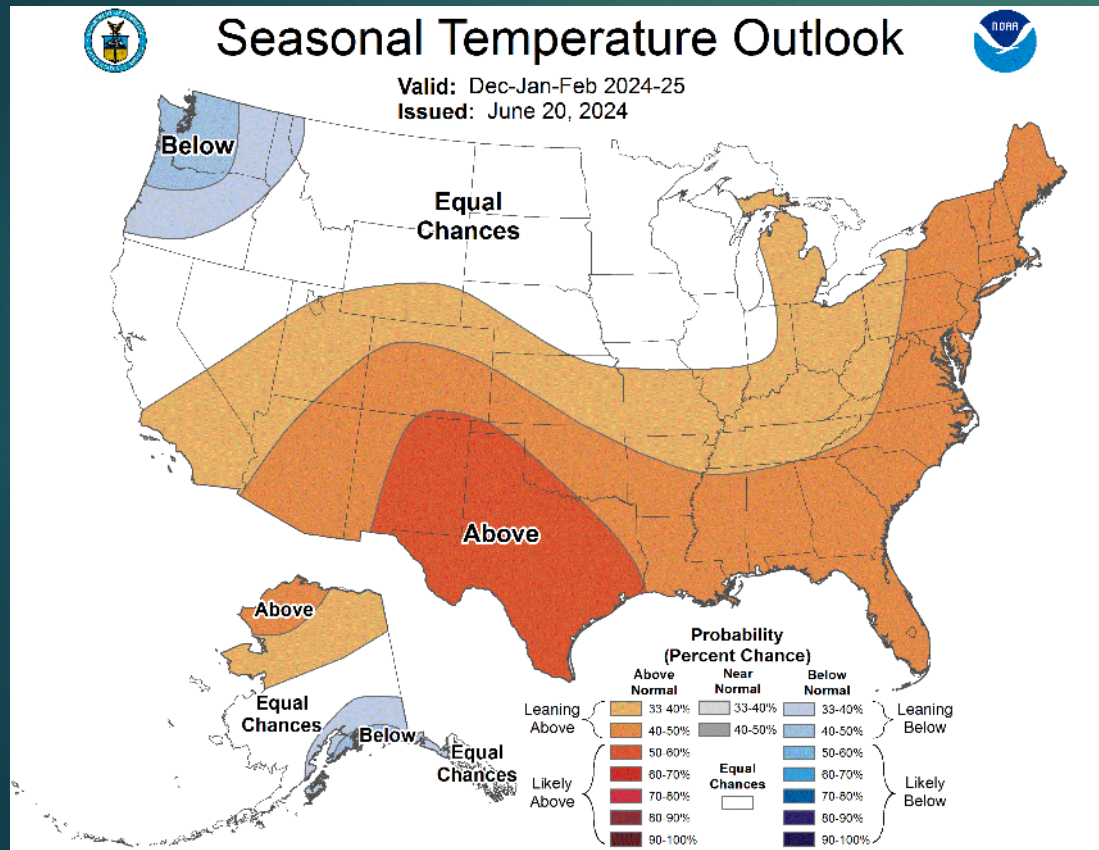 Seasonal Temperature Outlook
NOAA
Valid: Dec-Jan-Feb 2024-25
Issued: June 20, 2024
Below
Equal
Chances
Above
Above
Equal
Chances
Below
Equal
Chances
Probability
(Percent Chance)
Above
Normal
Near
Normal
Below
Normal
Leaning
Above
33-40%
33-40%
33-40%
Leaning
Below
40-50%
40-50%
40-50%
Likely
Above
50-60%
50-60%
Likely
Below
60-70%
60-70%
Equal
Chances
70-80%
70-80%
80-90%
80-90%
90-100%
90-100%